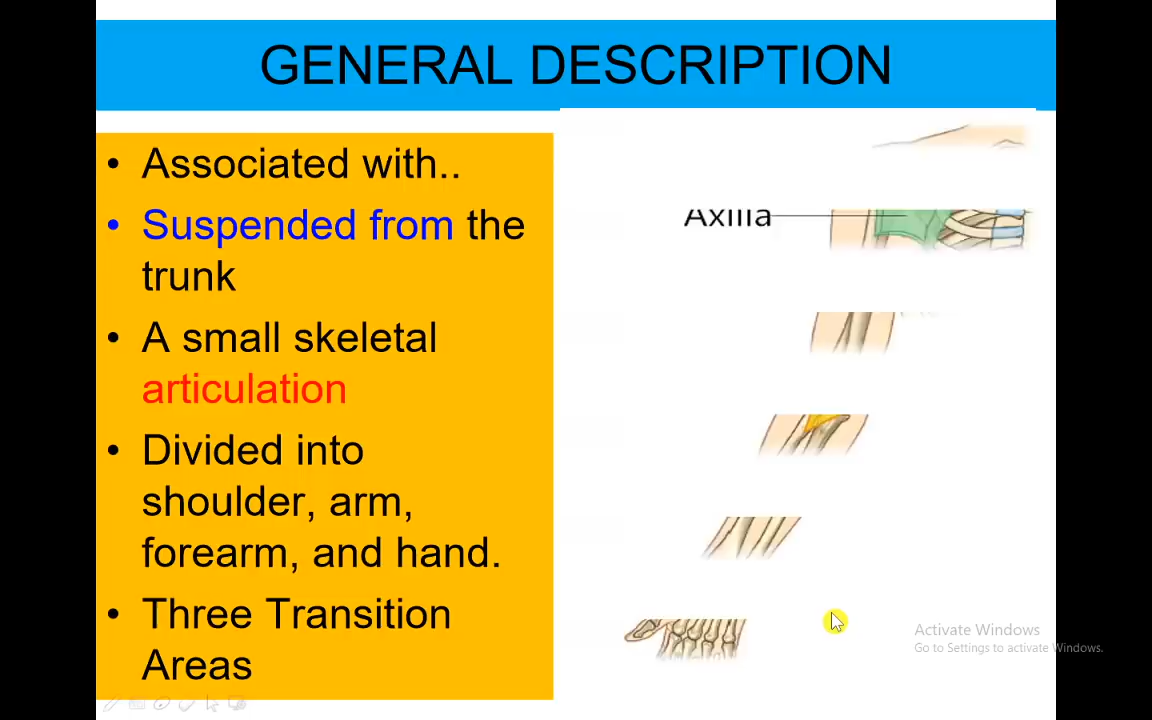 GENERAL DESCRIPTION
• Associated with..
• Suspended from the
trunk
• A small skeletal
articulation
• Divided into
shoulder, arm,
forearm, and hand.
• Three Transition
Areas
Axilla
Activate Windows
Go to Settings to activate Windows.